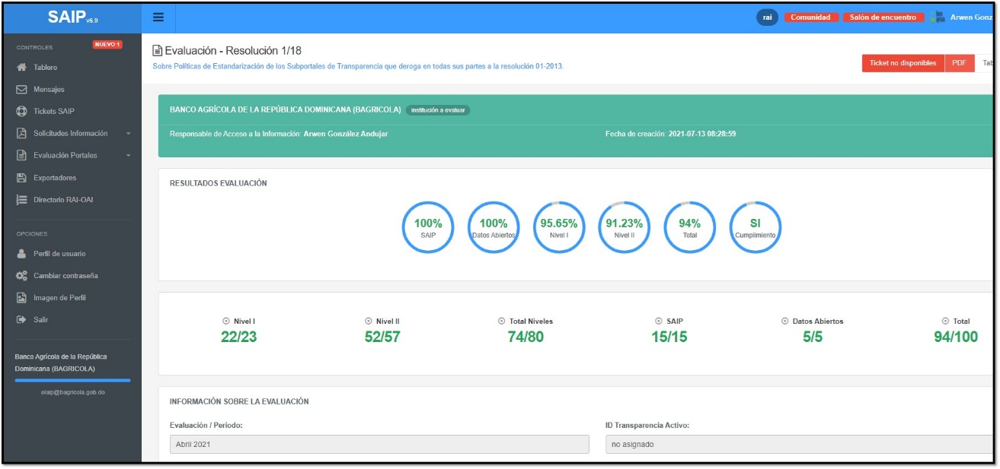 SAIP v6.9
rai Comunidad Salón de encuentro Arwen Gonz
CONTROLES NUEVO 1
Tablero
Mensajes
Tickets SAIP
Solicitudes Información
Evaluación Portales
Exportadores
Directorio RAI-OAI
OPCIONES
Perfil de usuario
Cambiar contraseña
Imagen de Perfil
Salir
Banco Agrícola de la República
Dominicana (BAGRICOLA)
olaip@bagricola.gob.do
Evaluación - Resolución 1/18
Sobre Políticas de Estandarización de los Subportales de Transparencia que deroga en todas sus partes a la resolución 01-2013.
Ticket no disponibles PDF Tab
BANCO AGRÍCOLA DE LA REPÚBLICA DOMINICANA (BAGRICOLA) institución a evaluar
Responsable de Acceso a la Información: Arwen González Andujar Fecha de creación: 2021-07-13 08:28:59
RESULTADOS EVALUACIÓN
100% 100% 95.65% 91.23% 94% SI
SAIP Datos Abiertos Nivel I Nivel II Total Cumplimiento
Nivel I Nivel II Total Niveles SAIP Datos Abiertos Total
22/23 52/57 74/80 15/15 5/5 94/100
INFORMACIÓN SOBRE LA EVALUACIÓN
Evaluación / Periodo: ID Transparencia Activo:
Abril 2021 no asignado